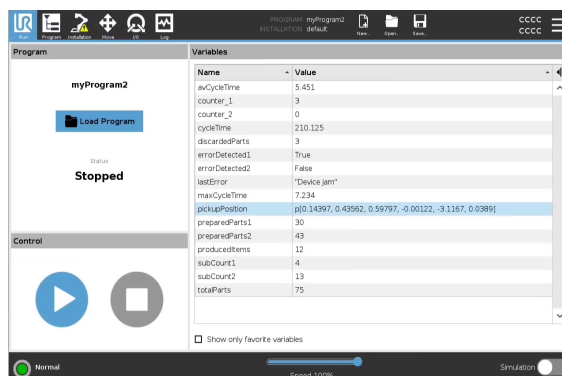 UR
PROGRAM myProgram2
INSTALLATION default
CCCC
CCCC
Run Program Installation Move I/O Log New... Open... Save...
Program
Variables
myProgram2
Load Program
Status
Stopped
Control
Name Value
avCycleTime 5.451
counter_1 3
counter_2 0
cycleTime 210.125
discardedParts 3
errorDetected1 True
errorDetected2 False
lastError "Device jam"
maxCycleTime 7.234
pickupPosition p[0.14397, 0.43562, 0.59797, -0.00122, -3.1167, 0.0389]
preparedParts1 30
preparedParts2 43
producedItems 12
subCount1 4
subCount2 13
totalParts 75
Show only favorite variables
Normal
Speed 100%
Simulation